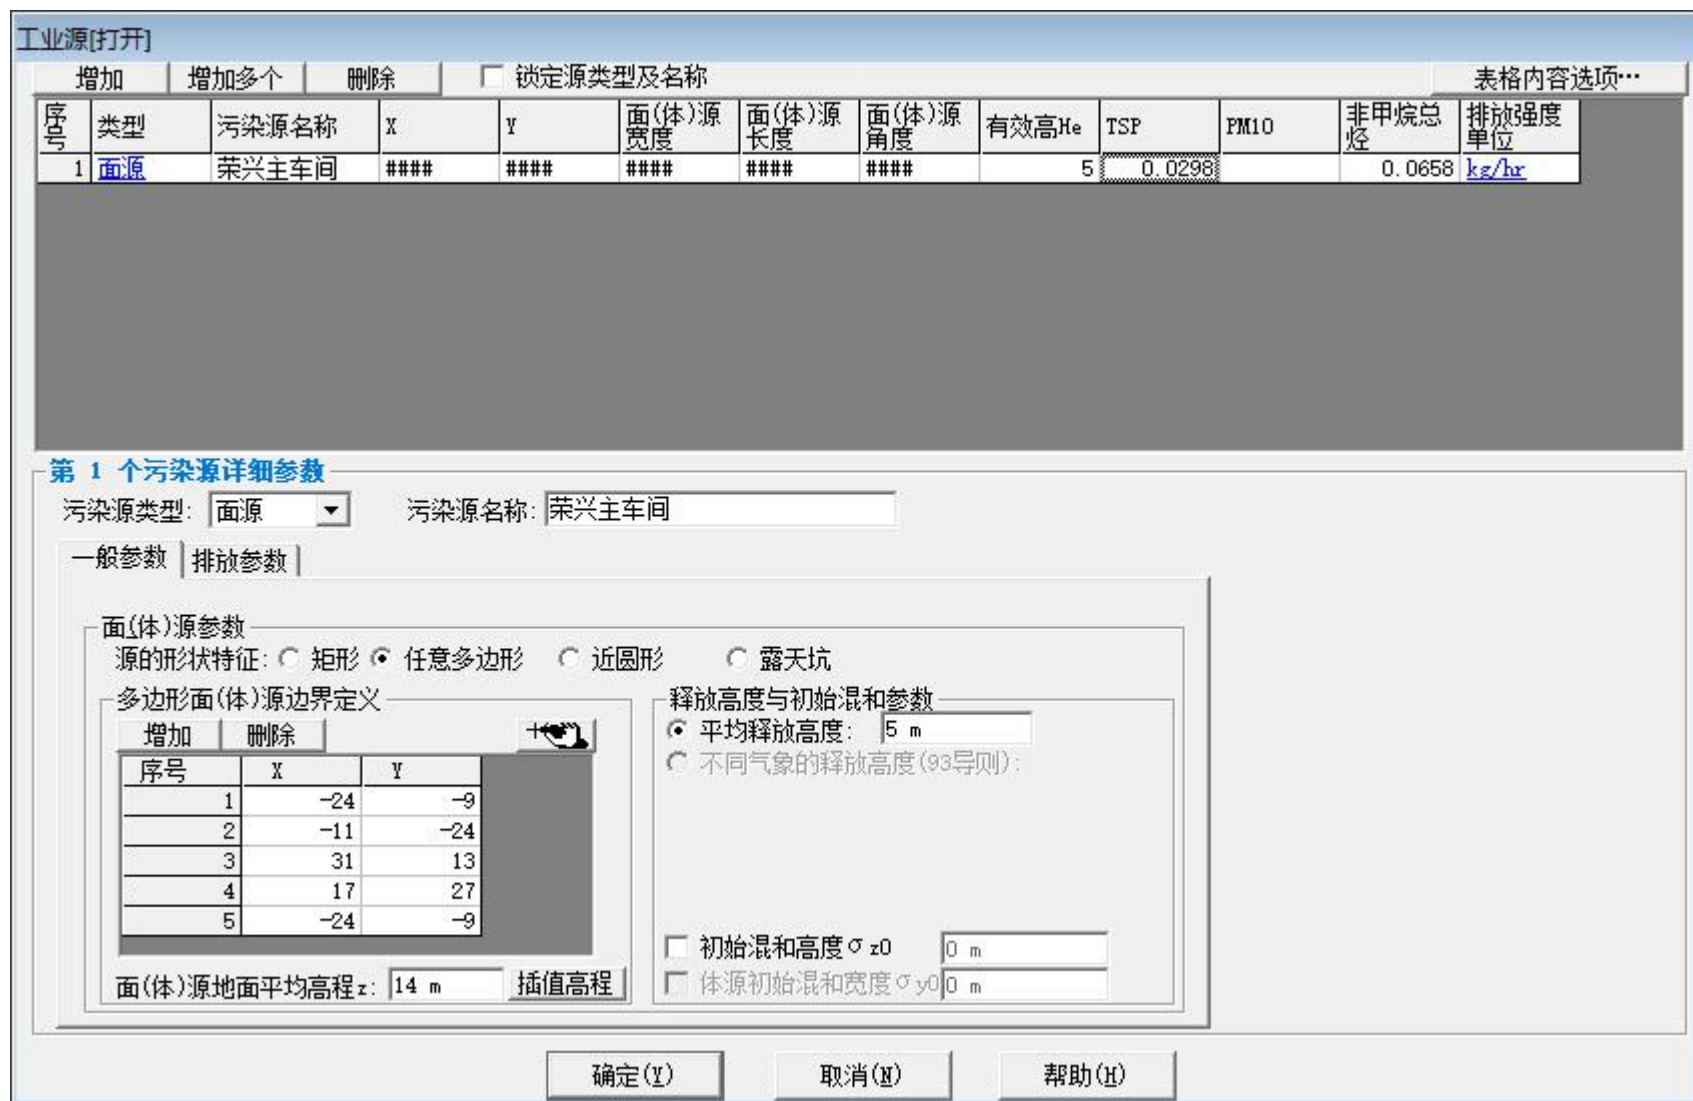 工业源[打开]
增加 增加多个 删除 锁定源类型及名称 表格内容选项…
序号 类型 污染源名称 X Y 面(体)源宽度 面(体)源长度 面(体)源角度 有效高He TSP PM10 非甲烷总烃 排放强度单位
1 面源 荣兴主车间 #### #### #### #### #### 5 0.0298 0.0658 kg/hr
第 1 个污染源详细参数
污染源类型: 面源 污染源名称: 荣兴主车间
一般参数 排放参数
面(体)源参数
源的形状特征: 矩形 任意多边形 近圆形 露天坑
多边形面(体)源边界定义
增加 删除
序号 X Y
1 -24 -9
2 -11 -24
3 31 13
4 17 27
5 -24 -9
面(体)源地面平均高程z: 14 m 插值高程
释放高度与初始混和参数
平均释放高度: 5 m
不同气象的释放高度(93导则):
初始混和高度σz0 0 m
体源初始混和宽度σy0 0 m
确定(Y) 取消(N) 帮助(H)